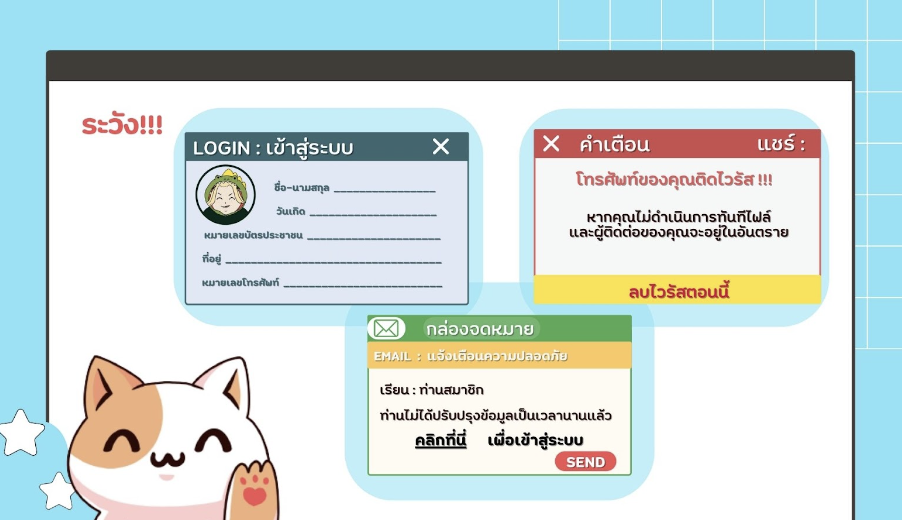 ระวัง!!!
LOGIN : เข้าสู่ระบบ
ชื่อ-นามสกุล ________________
วันเกิด ____________________
หมายเลขบัตรประชาชน _____________________
ที่อยู่ __________________________________
หมายเลขโทรศัพท์ _________________________
คำเตือน แชร์ :
โทรศัพท์ของคุณติดไวรัส !!!
หากคุณไม่ดำเนินการทันทีไฟล์
และผู้ติดต่อของคุณจะอยู่ในอันตราย
ลบไวรัสตอนนี้
กล่องจดหมาย
EMAIL : แจ้งเตือนความปลอดภัย
เรียน : ท่านสมาชิก
ท่านไม่ได้ปรับปรุงข้อมูลเป็นเวลานานแล้ว
คลิกที่นี่ เพื่อเข้าสู่ระบบ
SEND